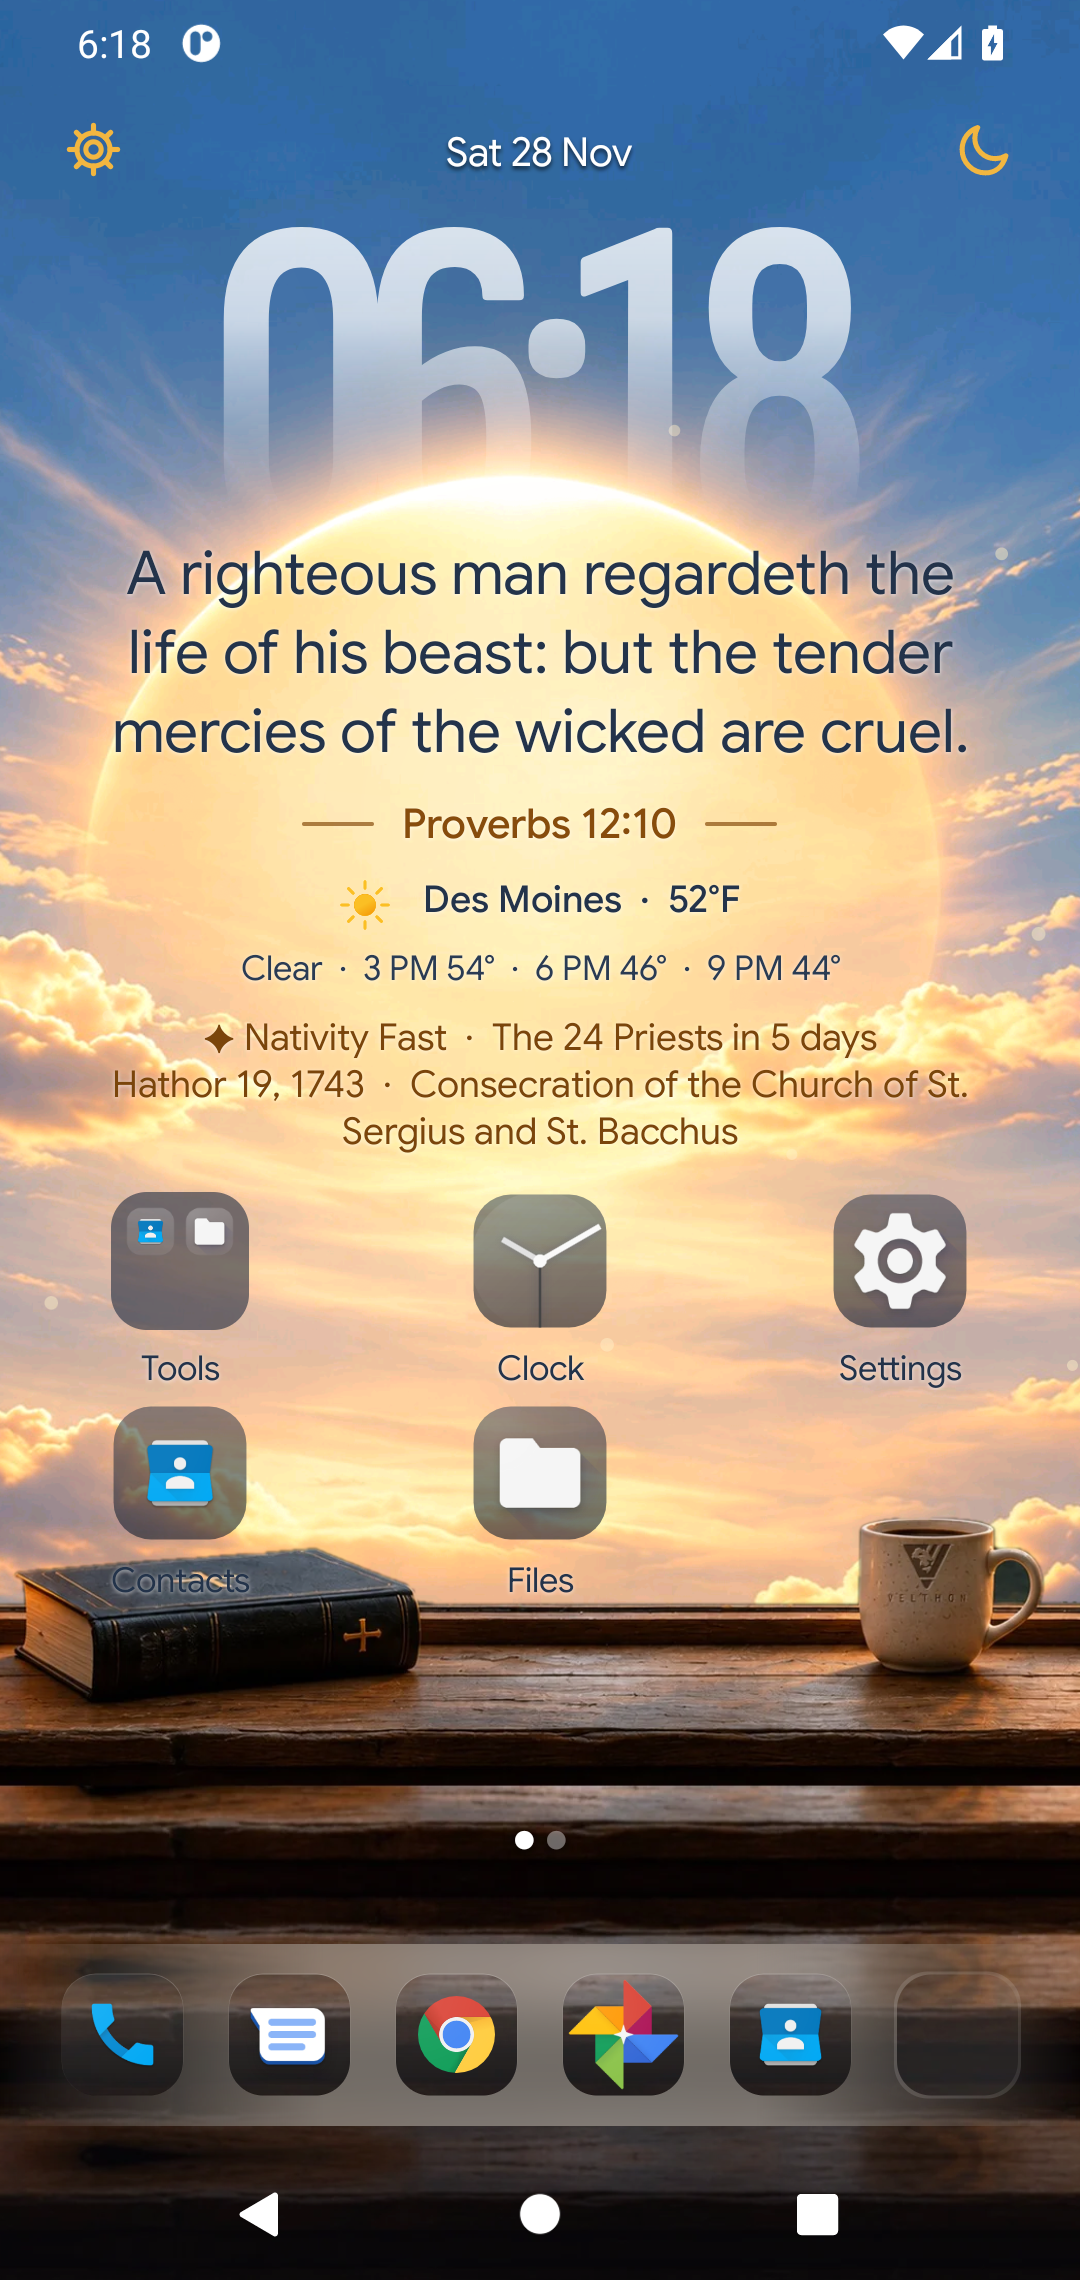 6:18
Sat 28 Nov
06:18
A righteous man regardeth the
life of his beast: but the tender
mercies of the wicked are cruel.
Proverbs 12:10
Des Moines · 52°F
Clear · 3 PM 54° · 6 PM 46° · 9 PM 44°
✦ Nativity Fast · The 24 Priests in 5 days
Hathor 19, 1743 · Consecration of the Church of St.
Sergius and St. Bacchus
Tools
Clock
Settings
Contacts
Files
VELTHON